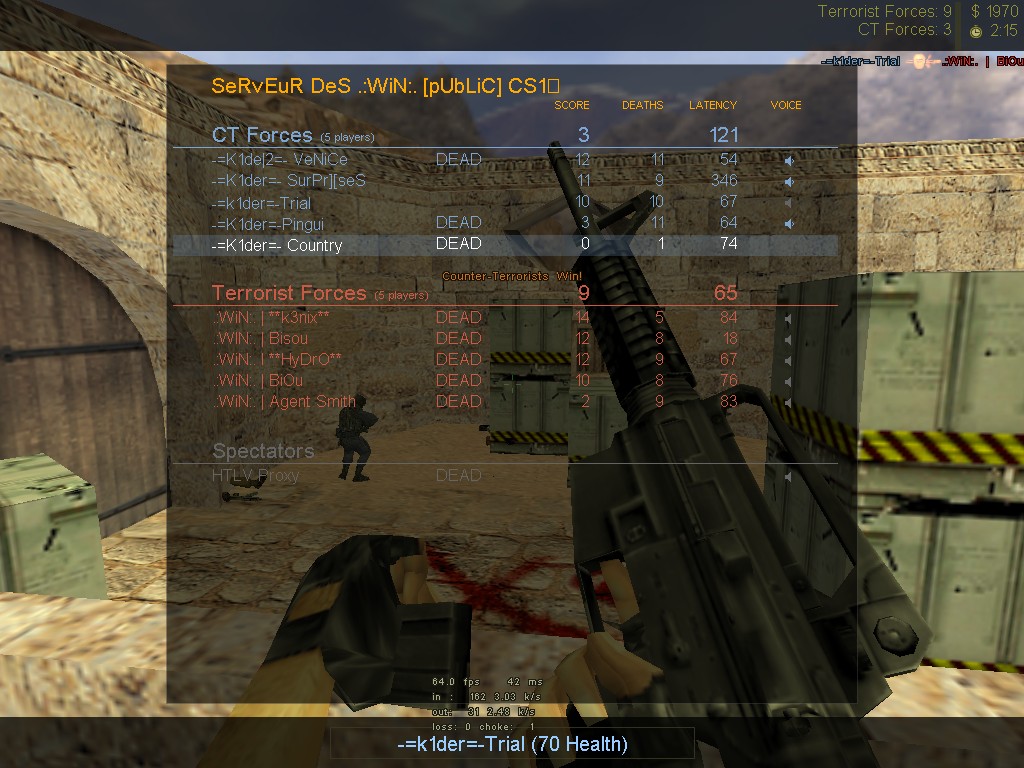 Terrorist Forces: 9 $ 1970
CT Forces: 3 2:15
-=k1der=-Trial .:WiN:. | BiOu
SeRvEuR DeS .:WiN:. [pUbLiC] CS1
SCORE DEATHS LATENCY VOICE
CT Forces (5 players) 3 121
-=K1de|2=- VeNiCe DEAD 12 11 54
-=K1der=- SurPr][seS 11 9 346
-=k1der=-Trial 10 10 67
-=K1der=-Pingui DEAD 3 11 64
-=K1der=- Country DEAD 0 1 74
Counter-Terrorists Win!
Terrorist Forces (5 players) 9 65
.:WiN:. | **k3nix** DEAD 14 5 84
.:WiN:. | Bisou DEAD 12 8 18
.:WiN:. | **HyDrO** DEAD 12 9 67
.:WiN:. | BiOu DEAD 10 8 76
.:WiN:. | Agent Smith DEAD 2 9 83
Spectators
HTLV Proxy DEAD
64.0 fps 42 ms
in : 162 3.03 k/s
out: 31 2.48 k/s
loss: 0 choke: 1
-=k1der=-Trial (70 Health)